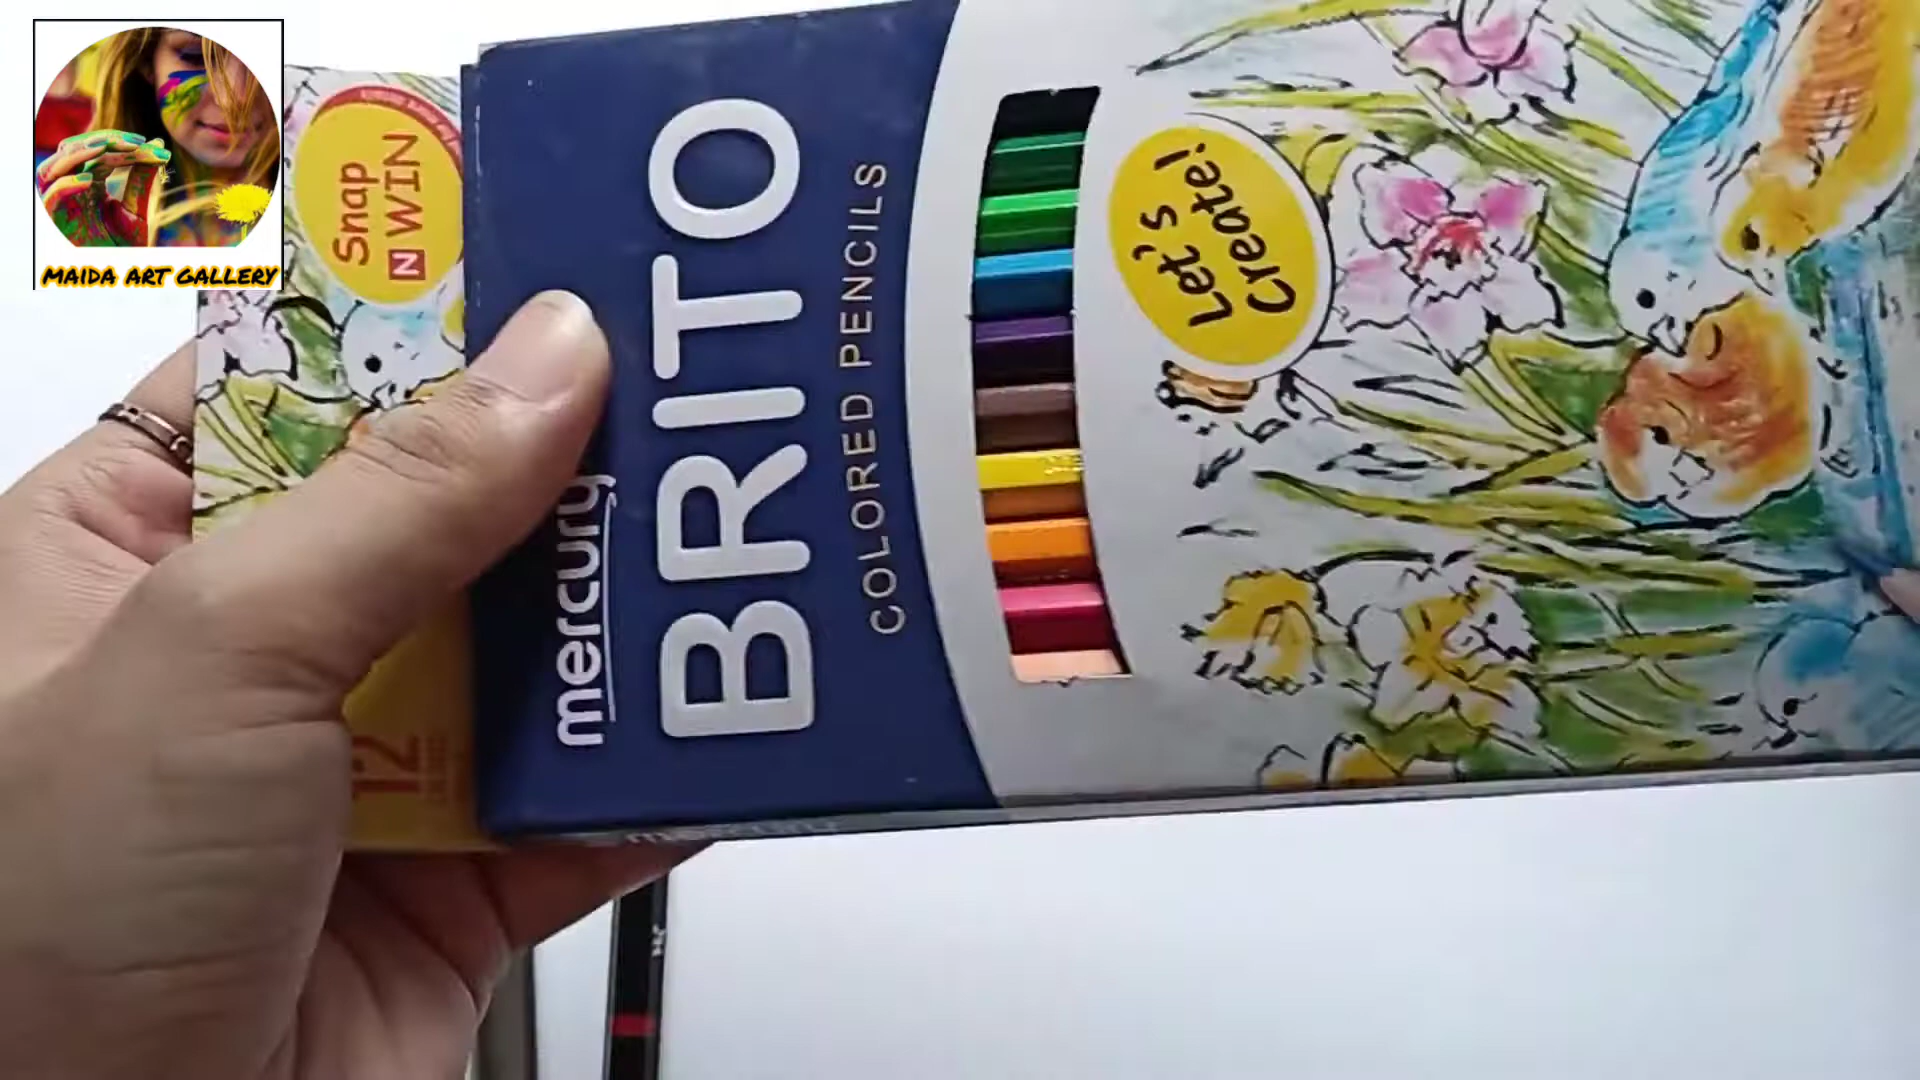 MAIDA ART GALLERY
Snap
N WIN
mercury
BRITO
COLORED PENCILS
Let's
Create!
12